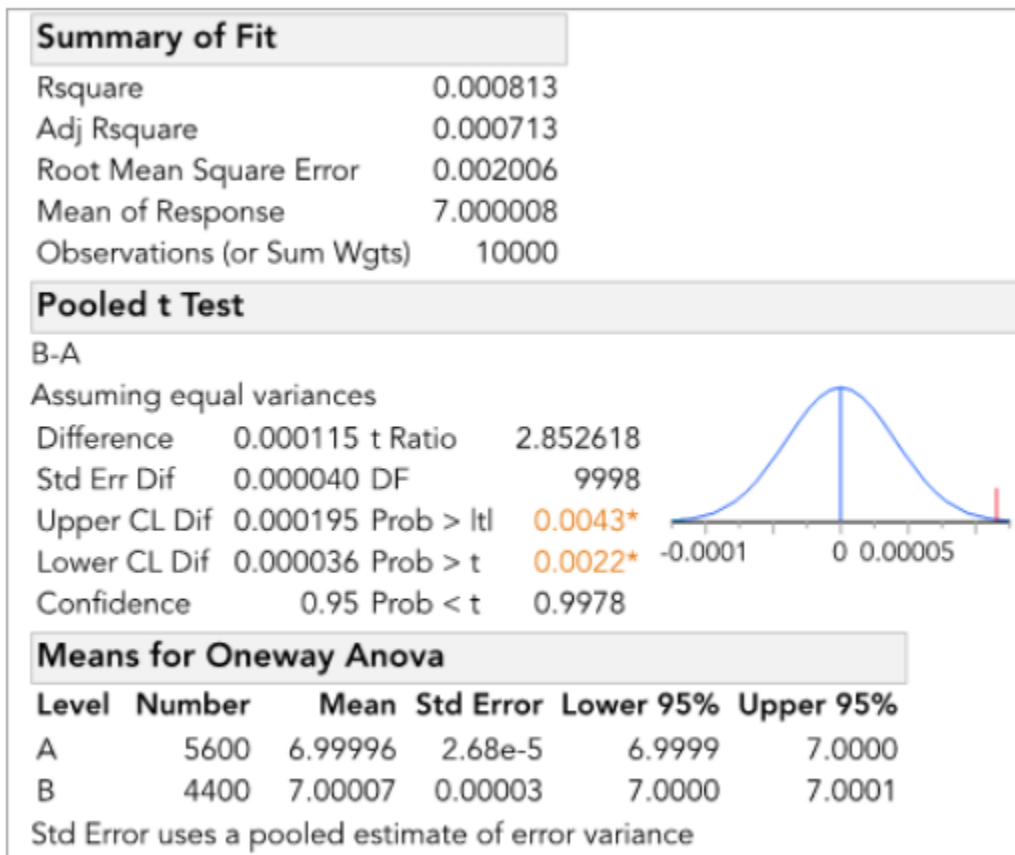 Summary of Fit
Rsquare 0.000813
Adj Rsquare 0.000713
Root Mean Square Error 0.002006
Mean of Response 7.000008
Observations (or Sum Wgts) 10000
Pooled t Test
B-A
Assuming equal variances
Difference 0.000115 t Ratio 2.852618
Std Err Dif 0.000040 DF 9998
Upper CL Dif 0.000195 Prob > |t| 0.0043*
Lower CL Dif 0.000036 Prob > t 0.0022*
Confidence 0.95 Prob < t 0.9978
-0.0001 0 0.00005
Means for Oneway Anova
Level Number Mean Std Error Lower 95% Upper 95%
A 5600 6.99996 2.68e-5 6.9999 7.0000
B 4400 7.00007 0.00003 7.0000 7.0001
Std Error uses a pooled estimate of error variance